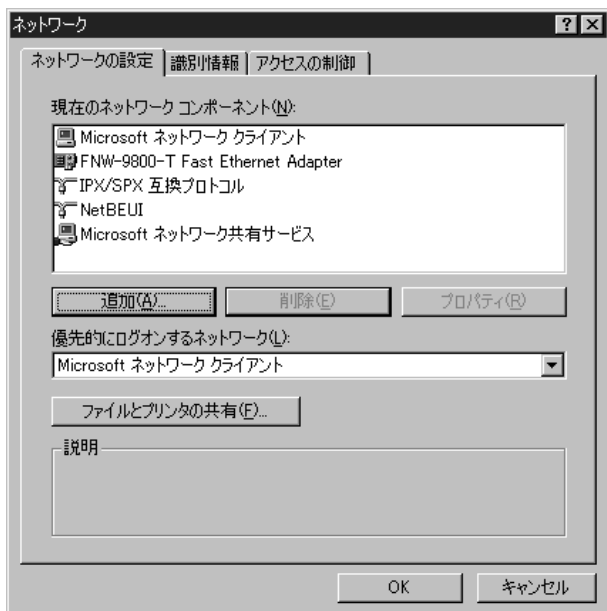 ネットワーク
ネットワークの設定 識別情報 アクセスの制御
現在のネットワーク コンポーネント(N):
Microsoft ネットワーク クライアント
FNW-9800-T Fast Ethernet Adapter
IPX/SPX 互換プロトコル
NetBEUI
Microsoft ネットワーク共有サービス
追加(A)... 削除(E) プロパティ(R)
優先的にログオンするネットワーク(L):
Microsoft ネットワーク クライアント
ファイルとプリンタの共有(F)...
説明
OK キャンセル